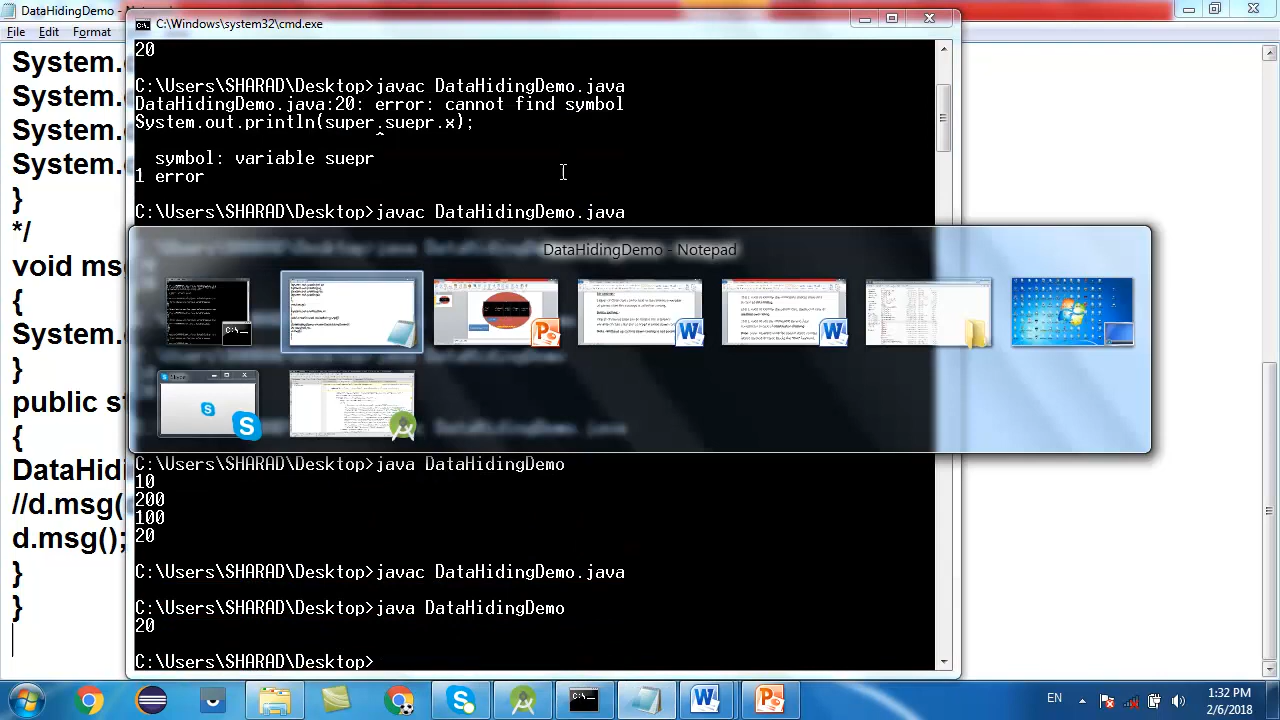 DataHidingDemo - N
C:\Windows\system32\cmd.exe
File Edit Format
20
System.
C:\Users\SHARAD\Desktop>javac DataHidingDemo.java
System.
DataHidingDemo.java:20: error: cannot find symbol
System.
System.out.println(super.suepr.x);
^
System.
symbol: variable suepr
1 error
}
C:\Users\SHARAD\Desktop>javac DataHidingDemo.java
*/
DataHidingDemo - Notepad
void ms
{
System.
}
public s
{
C:\Users\SHARAD\Desktop>java DataHidingDemo
DataHidi
10
200
//d.msg(
100
20
d.msg();
}
C:\Users\SHARAD\Desktop>javac DataHidingDemo.java
}
C:\Users\SHARAD\Desktop>java DataHidingDemo
20
C:\Users\SHARAD\Desktop>
EN
1:32 PM
2/6/2018